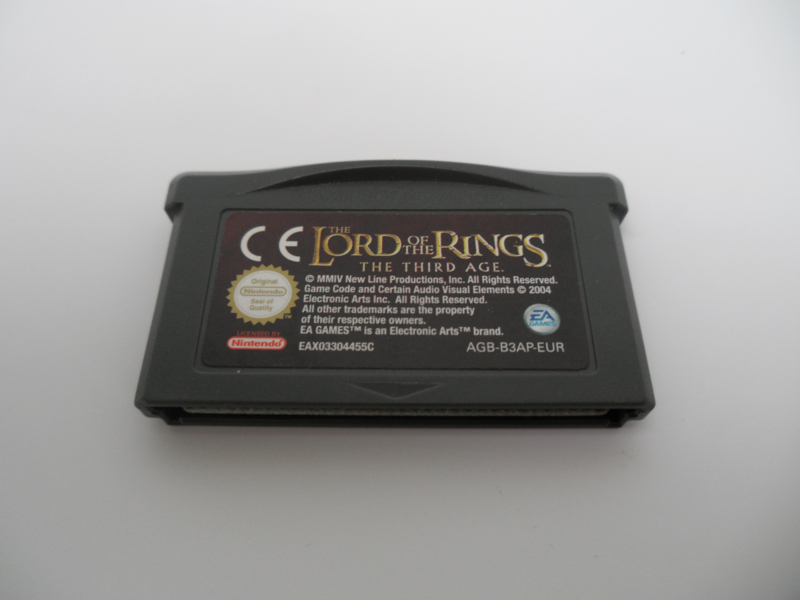 CE
THE
LORD OF THE RINGS
THE THIRD AGE
© MMIV New Line Productions, Inc. All Rights Reserved.
Game Code and Certain Audio Visual Elements © 2004
Electronic Arts Inc. All Rights Reserved.
All other trademarks are the property
of their respective owners.
EA GAMES™ is an Electronic Arts™ brand.
Original
Nintendo
Seal of
Quality
EA
GAMES
LICENSED BY
Nintendo
EAX03304455C
AGB-B3AP-EUR